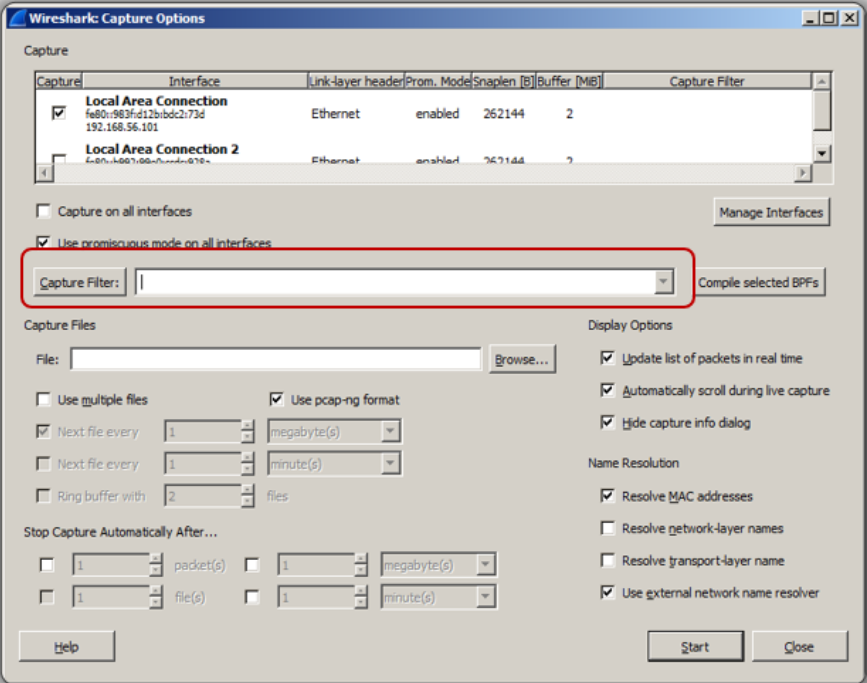 Wireshark: Capture Options
Capture
Capture Interface Link-layer header Prom. Mode Snaplen [B] Buffer [MiB] Capture Filter
Local Area Connection
fe80::983f:d12b:bdc2:73d
192.168.56.101
Ethernet enabled 262144 2
Local Area Connection 2
Ethernet enabled 262144 2
Capture on all interfaces
Manage Interfaces
Use promiscuous mode on all interfaces
Capture Filter:
Compile selected BPFs
Capture Files
File:
Browse...
Use multiple files
Use pcap-ng format
Next file every 1 megabyte(s)
Next file every 1 minute(s)
Ring buffer with 2 files
Stop Capture Automatically After...
1 packet(s) 1 megabyte(s)
1 file(s) 1 minute(s)
Display Options
Update list of packets in real time
Automatically scroll during live capture
Hide capture info dialog
Name Resolution
Resolve MAC addresses
Resolve network-layer names
Resolve transport-layer name
Use external network name resolver
Help
Start
Close